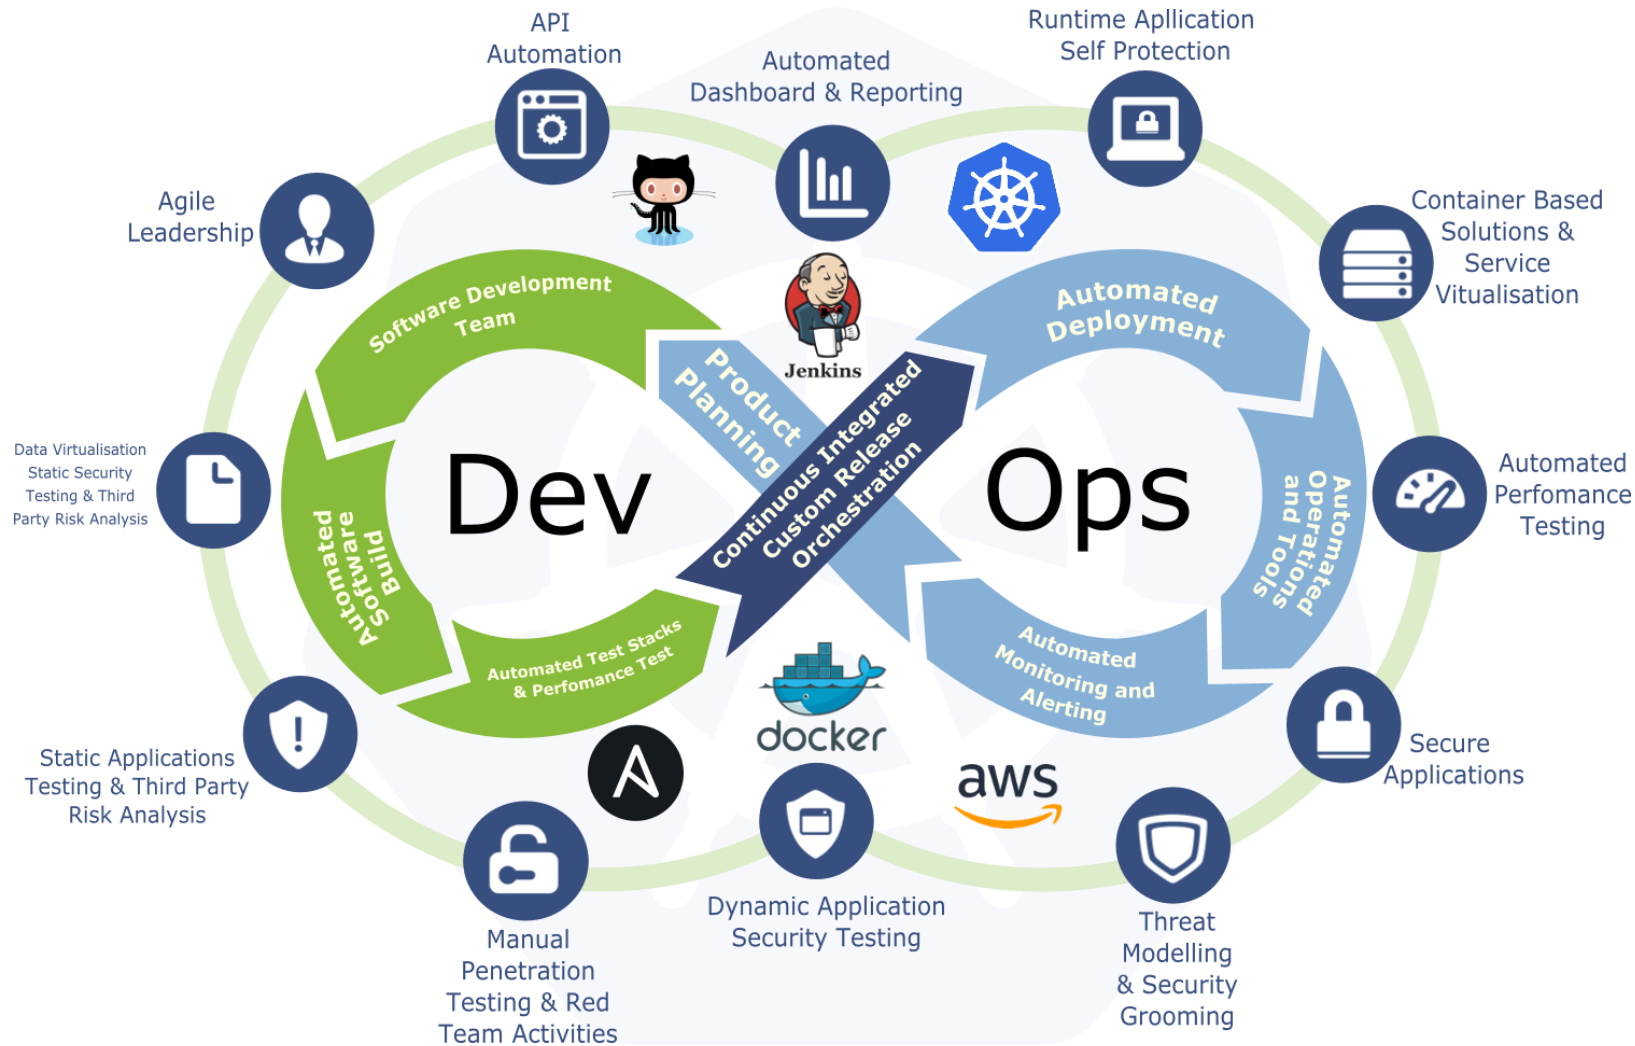 API
Automation
Automated
Dashboard & Reporting
Runtime Apllication
Self Protection
Agile
Leadership
Container Based
Solutions &
Service
Vitualisation
Software Development
Team
Jenkins
Automated
Deployment
Product
Planning
Continuous Integrated
Custom Release
Orchestration
Dev
Ops
Data Virtualisation
Static Security
Testing & Third
Party Risk Analysis
Automated
Software
Build
Automated
Operations
and Tools
Automated
Perfomance
Testing
Automated Test Stacks
& Perfomance Test
Automated
Monitoring and
Alerting
docker
aws
Static Applications
Testing & Third Party
Risk Analysis
Secure
Applications
Manual
Penetration
Testing & Red
Team Activities
Dynamic Application
Security Testing
Threat
Modelling
& Security
Grooming